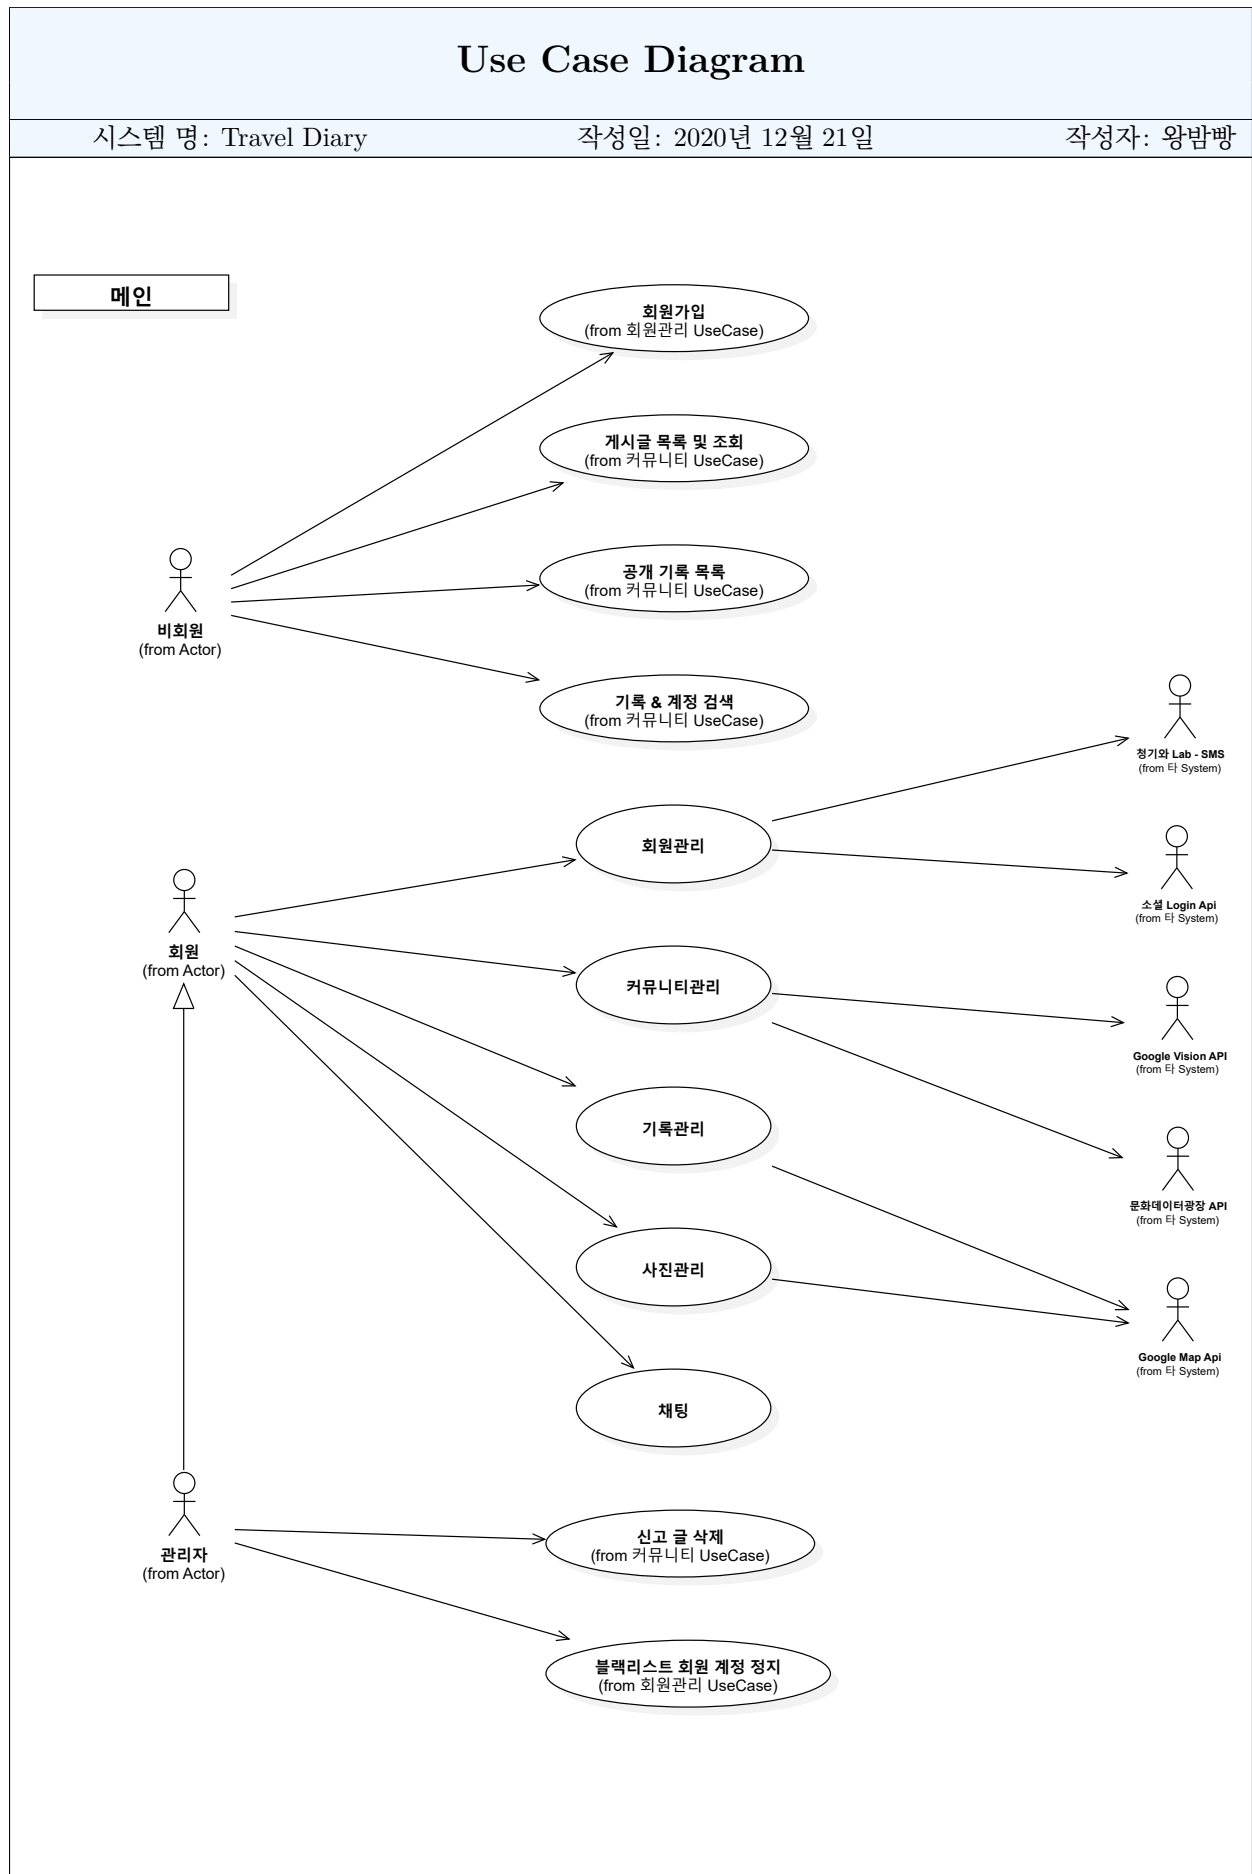 Use Case Diagram
시스템 명: Travel Diary
작성일: 2020년 12월 21일
작성자: 왕밤빵
메인
회원가입
(from 회원관리 UseCase)
게시글 목록 및 조회
(from 커뮤니티 UseCase)
공개 기록 목록
(from 커뮤니티 UseCase)
비회원
(from Actor)
기록 & 계정 검색
(from 커뮤니티 UseCase)
청기와 Lab - SMS
(from 타 System)
회원관리
소셜 Login Api
(from 타 System)
회원
(from Actor)
커뮤니티관리
Google Vision API
(from 타 System)
기록관리
문화데이터광장 API
(from 타 System)
사진관리
Google Map Api
(from 타 System)
채팅
신고 글 삭제
(from 커뮤니티 UseCase)
관리자
(from Actor)
블랙리스트 회원 계정 정지
(from 회원관리 UseCase)